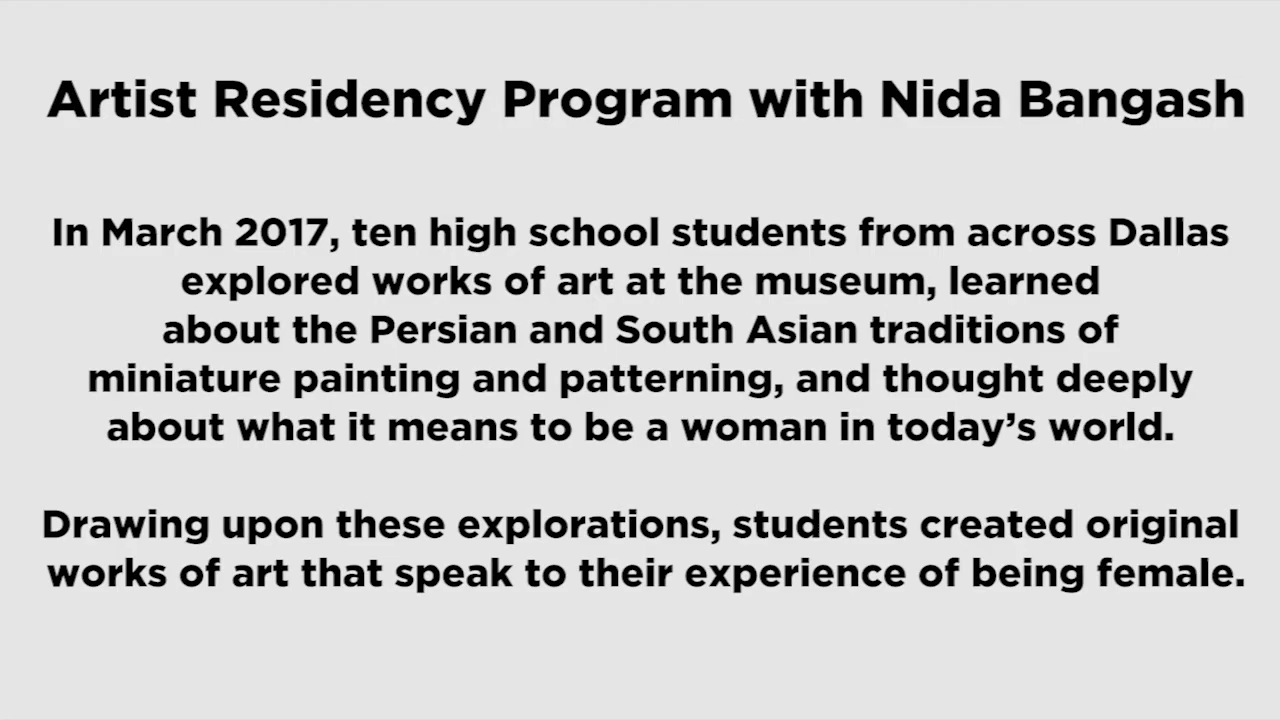 Artist Residency Program with Nida Bangash
In March 2017, ten high school students from across Dallas
explored works of art at the museum, learned
about the Persian and South Asian traditions of
miniature painting and patterning, and thought deeply
about what it means to be a woman in today’s world.
Drawing upon these explorations, students created original
works of art that speak to their experience of being female.